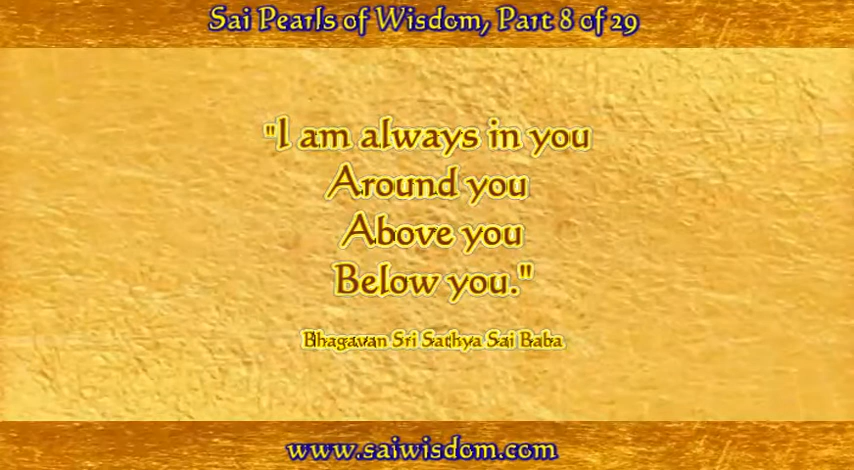 Sai Pearls of Wisdom, Part 8 of 29
"I am always in you
Around you
Above you
Below you."
Bhagavan Sri Sathya Sai Baba
www.saiwisdom.com